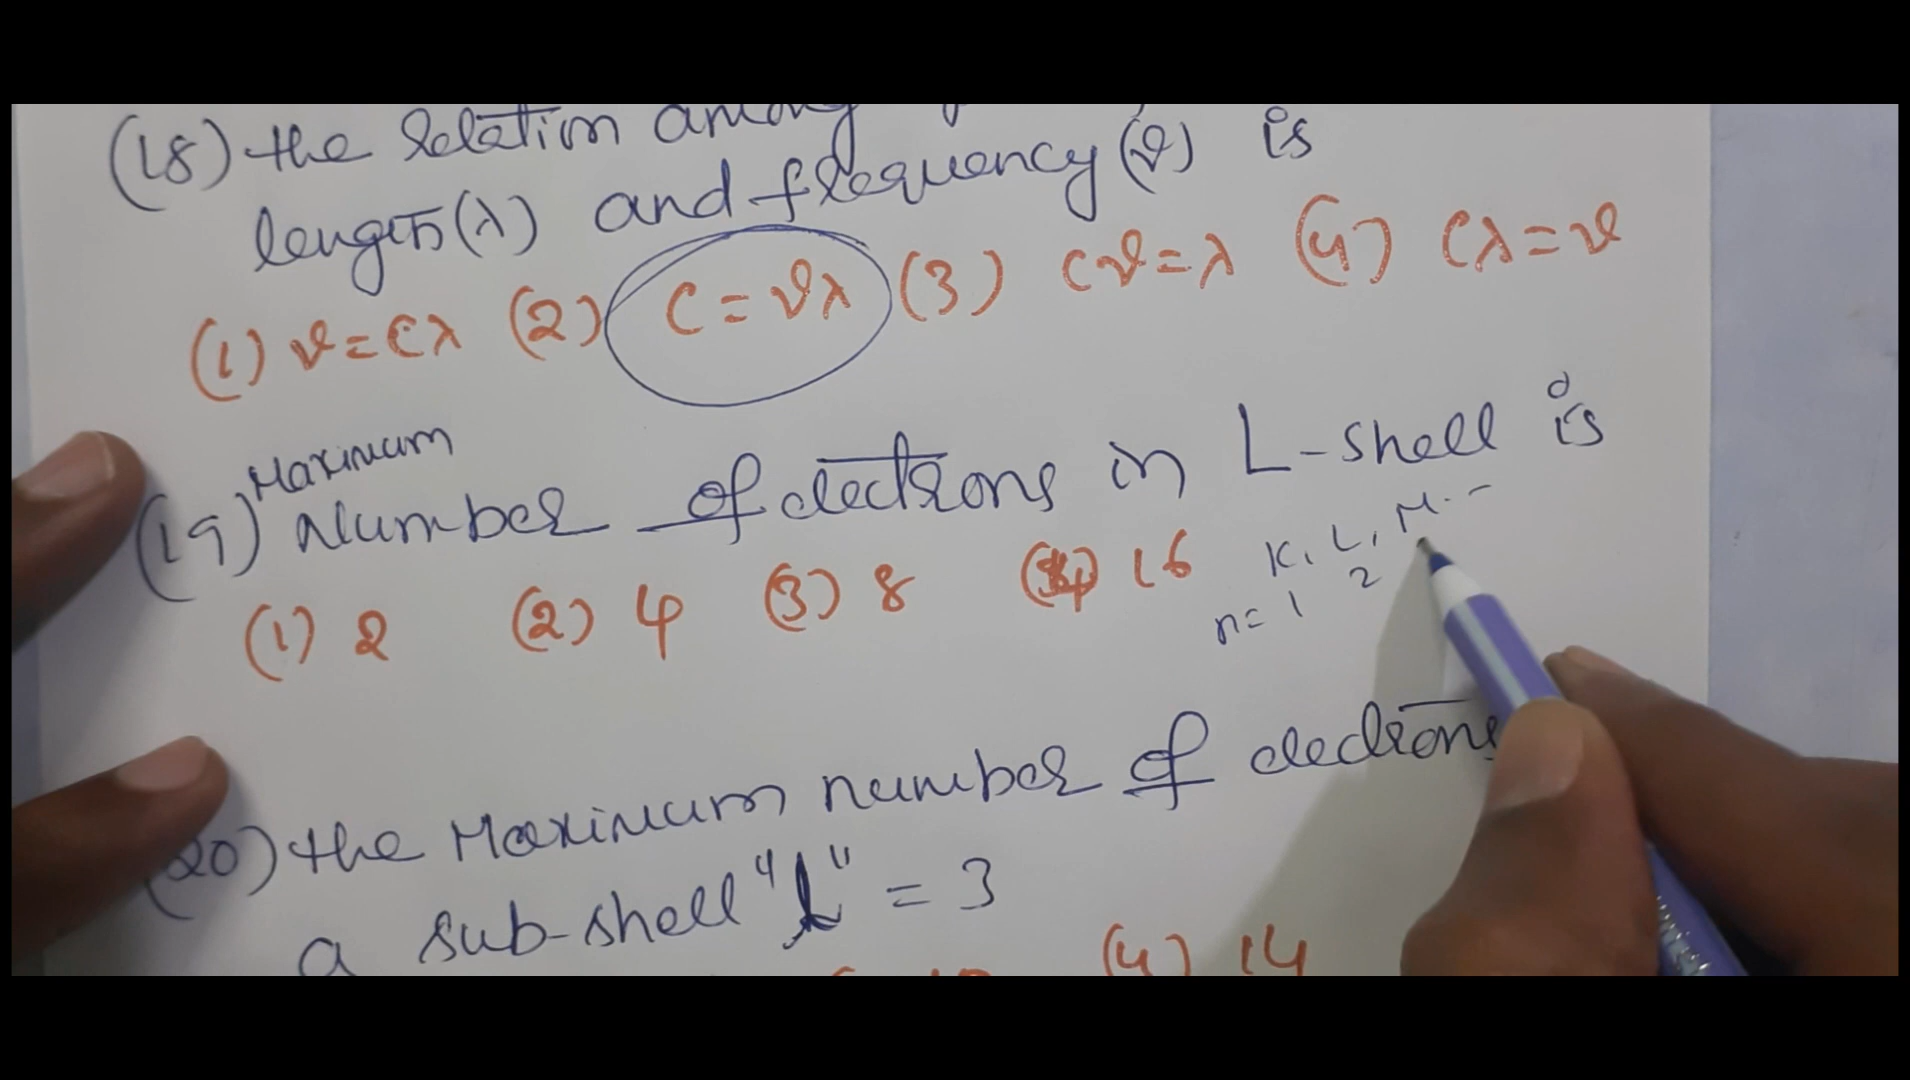 (18) the relation among
length(λ) and frequency(ϑ) is
(1) ϑ=cλ (2) C=ϑλ (3) Cϑ=λ (4) Cλ=ϑ
Maximum
(19) Number of electrons in L-shell is
K, L, M--
(1) 2 (2) 4 (3) 8 (4) 16
n= 1 2
20) the Maximum number of electrons
a sub-shell "l" = 3
(4) 14